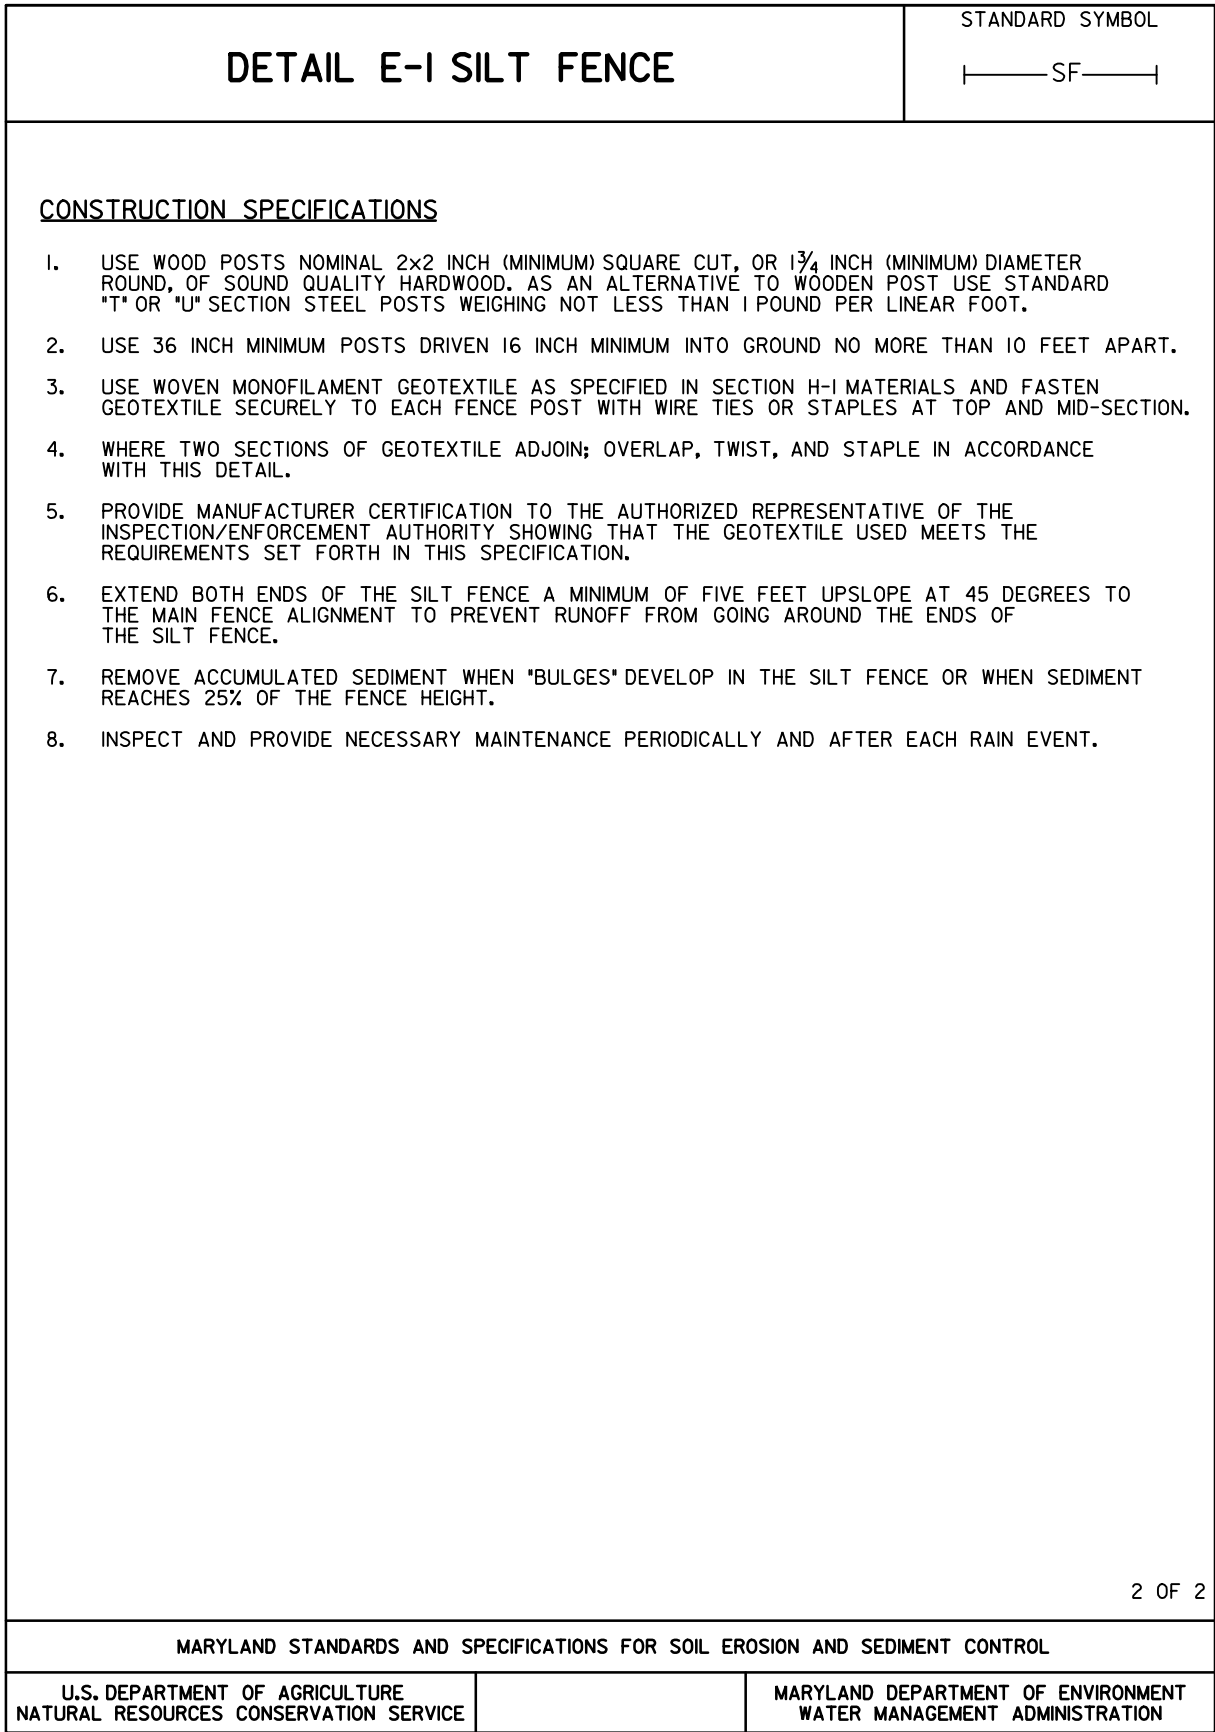 DETAIL E-1 SILT FENCE
STANDARD SYMBOL
SF
CONSTRUCTION SPECIFICATIONS
1. USE WOOD POSTS NOMINAL 2x2 INCH (MINIMUM) SQUARE CUT, OR 1¾ INCH (MINIMUM) DIAMETER
ROUND, OF SOUND QUALITY HARDWOOD. AS AN ALTERNATIVE TO WOODEN POST USE STANDARD
"T" OR "U" SECTION STEEL POSTS WEIGHING NOT LESS THAN 1 POUND PER LINEAR FOOT.
2. USE 36 INCH MINIMUM POSTS DRIVEN 16 INCH MINIMUM INTO GROUND NO MORE THAN 10 FEET APART.
3. USE WOVEN MONOFILAMENT GEOTEXTILE AS SPECIFIED IN SECTION H-1 MATERIALS AND FASTEN
GEOTEXTILE SECURELY TO EACH FENCE POST WITH WIRE TIES OR STAPLES AT TOP AND MID-SECTION.
4. WHERE TWO SECTIONS OF GEOTEXTILE ADJOIN; OVERLAP, TWIST, AND STAPLE IN ACCORDANCE
WITH THIS DETAIL.
5. PROVIDE MANUFACTURER CERTIFICATION TO THE AUTHORIZED REPRESENTATIVE OF THE
INSPECTION/ENFORCEMENT AUTHORITY SHOWING THAT THE GEOTEXTILE USED MEETS THE
REQUIREMENTS SET FORTH IN THIS SPECIFICATION.
6. EXTEND BOTH ENDS OF THE SILT FENCE A MINIMUM OF FIVE FEET UPSLOPE AT 45 DEGREES TO
THE MAIN FENCE ALIGNMENT TO PREVENT RUNOFF FROM GOING AROUND THE ENDS OF
THE SILT FENCE.
7. REMOVE ACCUMULATED SEDIMENT WHEN "BULGES" DEVELOP IN THE SILT FENCE OR WHEN SEDIMENT
REACHES 25% OF THE FENCE HEIGHT.
8. INSPECT AND PROVIDE NECESSARY MAINTENANCE PERIODICALLY AND AFTER EACH RAIN EVENT.
2 OF 2
MARYLAND STANDARDS AND SPECIFICATIONS FOR SOIL EROSION AND SEDIMENT CONTROL
U.S. DEPARTMENT OF AGRICULTURE
NATURAL RESOURCES CONSERVATION SERVICE
MARYLAND DEPARTMENT OF ENVIRONMENT
WATER MANAGEMENT ADMINISTRATION